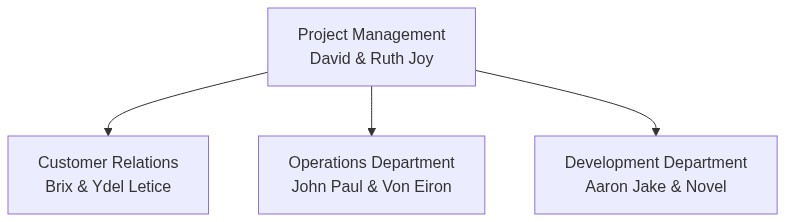 Project Management
David & Ruth Joy
Customer Relations
Brix & Ydel Letice
Operations Department
John Paul & Von Eiron
Development Department
Aaron Jake & Novel